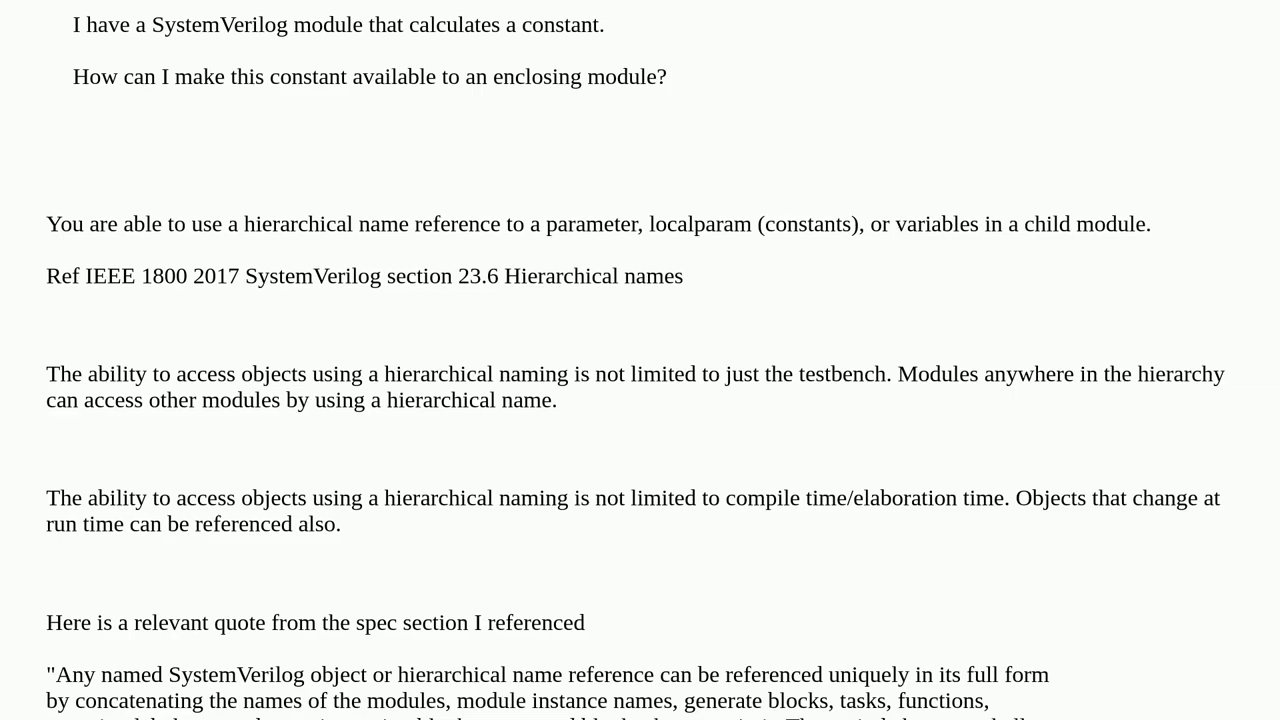 I have a SystemVerilog module that calculates a constant.
How can I make this constant available to an enclosing module?
You are able to use a hierarchical name reference to a parameter, localparam (constants), or variables in a child module.
Ref IEEE 1800 2017 SystemVerilog section 23.6 Hierarchical names
The ability to access objects using a hierarchical naming is not limited to just the testbench. Modules anywhere in the hierarchy
can access other modules by using a hierarchical name.
The ability to access objects using a hierarchical naming is not limited to compile time/elaboration time. Objects that change at
run time can be referenced also.
Here is a relevant quote from the spec section I referenced
"Any named SystemVerilog object or hierarchical name reference can be referenced uniquely in its full form
by concatenating the names of the modules, module instance names, generate blocks, tasks, functions,